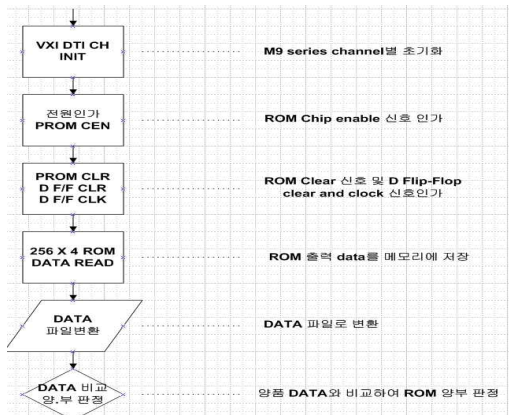 VXI DTI CH
INIT
M9 series channel별 초기화
전원인가
PROM CEN
ROM Chip enable 신호 인가
PROM CLR
D F/F CLR
D F/F CLK
ROM Clear 신호 및 D Flip-Flop
clear and clock 신호인가
256 X 4 ROM
DATA READ
ROM 출력 data를 메모리에 저장
DATA
파일변환
DATA 파일로 변환
DATA 비교
양.부 판정
양품 DATA와 비교하여 ROM 양부 판정